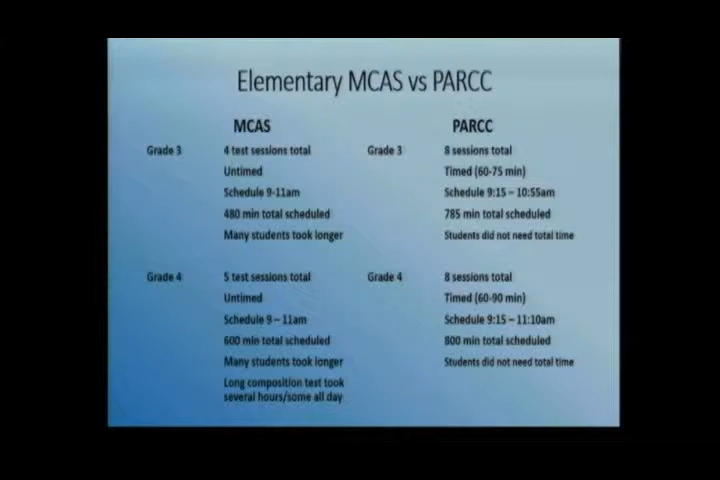 Elementary MCAS vs PARCC
MCAS
PARCC
Grade 3
4 test sessions total
Untimed
Schedule 9-11am
480 min total scheduled
Many students took longer
Grade 3
8 sessions total
Timed (60-75 min)
Schedule 9:15 – 10:55am
785 min total scheduled
Students did not need total time
Grade 4
5 test sessions total
Untimed
Schedule 9 – 11am
600 min total scheduled
Many students took longer
Long composition test took
several hours/some all day
Grade 4
8 sessions total
Timed (60-90 min)
Schedule 9:15 – 11:10am
800 min total scheduled
Students did not need total time